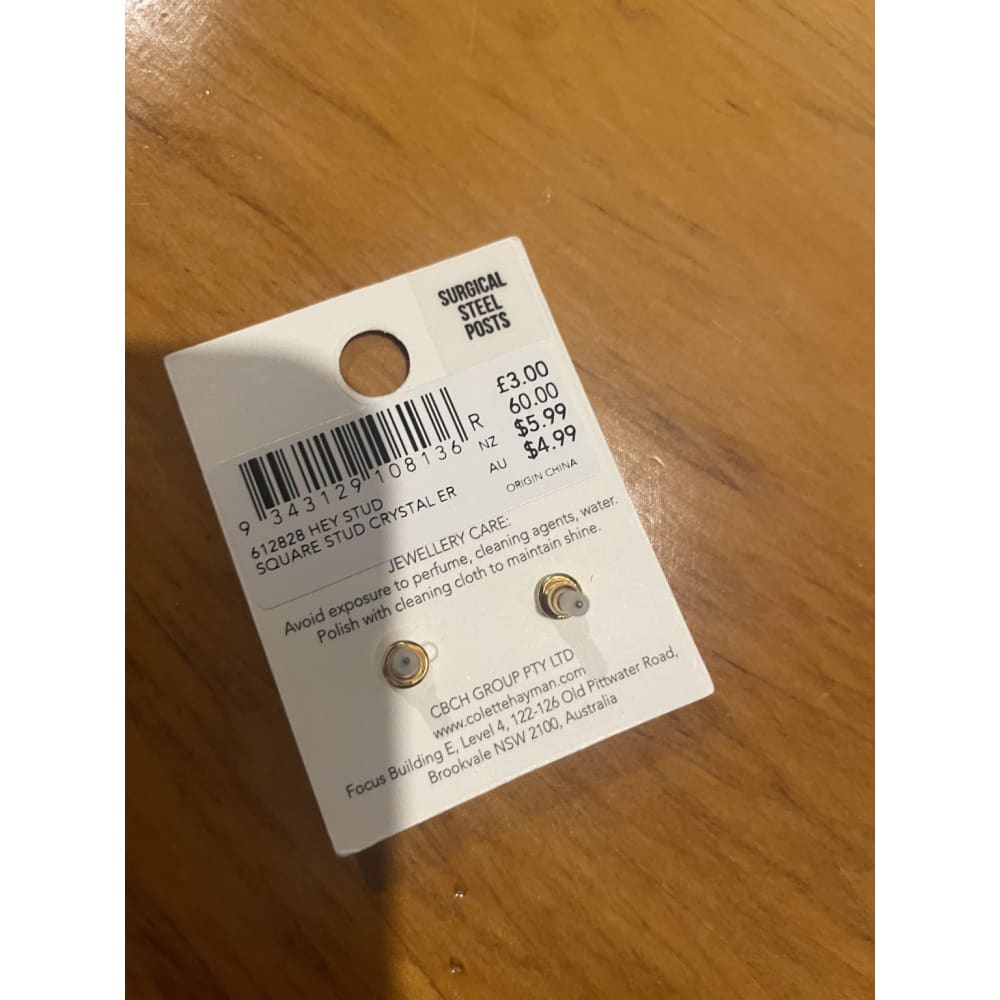 SURGICAL
STEEL
POSTS
£3.00
60.00
NZ $5.99
AU $4.99
ORIGIN CHINA
R
9 343129 108136
612828 HEY STUD
SQUARE STUD CRYSTAL ER
JEWELLERY CARE:
Avoid exposure to perfume, cleaning agents, water.
Polish with cleaning cloth to maintain shine.
CBCH GROUP PTY LTD
www.colettehayman.com
Focus Building E, Level 4, 122-126 Old Pittwater Road,
Brookvale NSW 2100, Australia